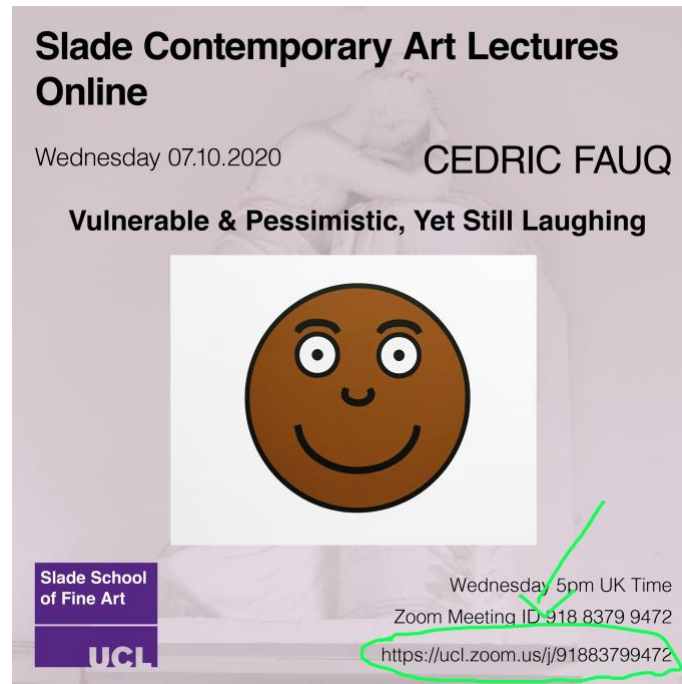 Slade Contemporary Art Lectures
Online
Wednesday 07.10.2020
CEDRIC FAUQ
Vulnerable & Pessimistic, Yet Still Laughing
Slade School
of Fine Art
UCL
Wednesday 5pm UK Time
Zoom Meeting ID 918 8379 9472
https://ucl.zoom.us/j/91883799472